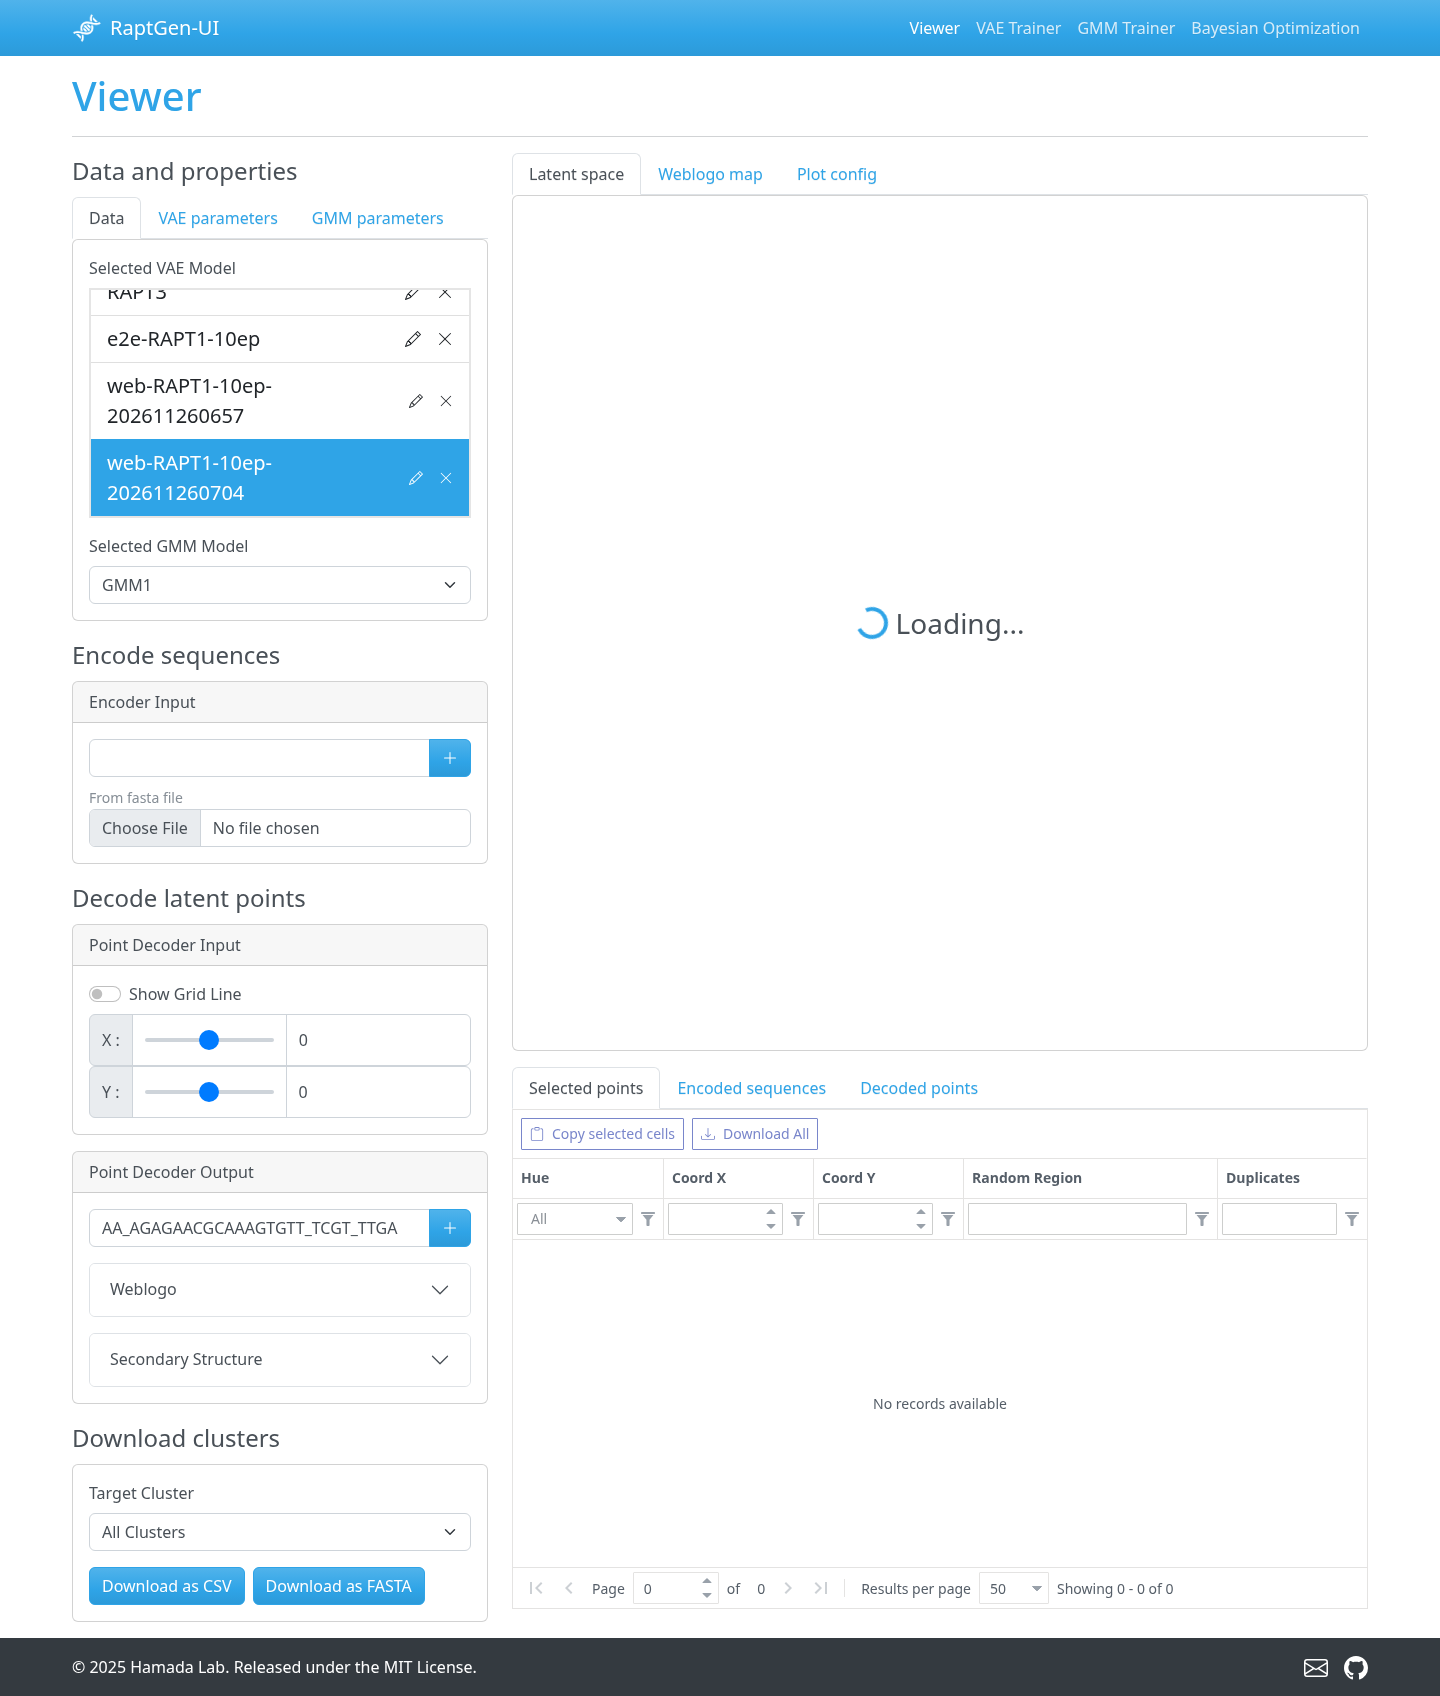 RaptGen-UI
Viewer VAE Trainer GMM Trainer Bayesian Optimization
Viewer
Data and properties
Data VAE parameters GMM parameters
Selected VAE Model
RAPT3
e2e-RAPT1-10ep
web-RAPT1-10ep-
202611260657
web-RAPT1-10ep-
202611260704
Selected GMM Model
GMM1
Encode sequences
Encoder Input
From fasta file
Choose File No file chosen
Decode latent points
Point Decoder Input
Show Grid Line
X : 0
Y : 0
Point Decoder Output
AA_AGAGAACGCAAAGTGTT_TCGT_TTGA
Weblogo
Secondary Structure
Download clusters
Target Cluster
All Clusters
Download as CSV Download as FASTA
Latent space Weblogo map Plot config
Loading...
Selected points Encoded sequences Decoded points
Copy selected cells Download All
Hue Coord X Coord Y Random Region Duplicates
All
No records available
Page 0 of 0 Results per page 50 Showing 0 - 0 of 0
© 2025 Hamada Lab. Released under the MIT License.